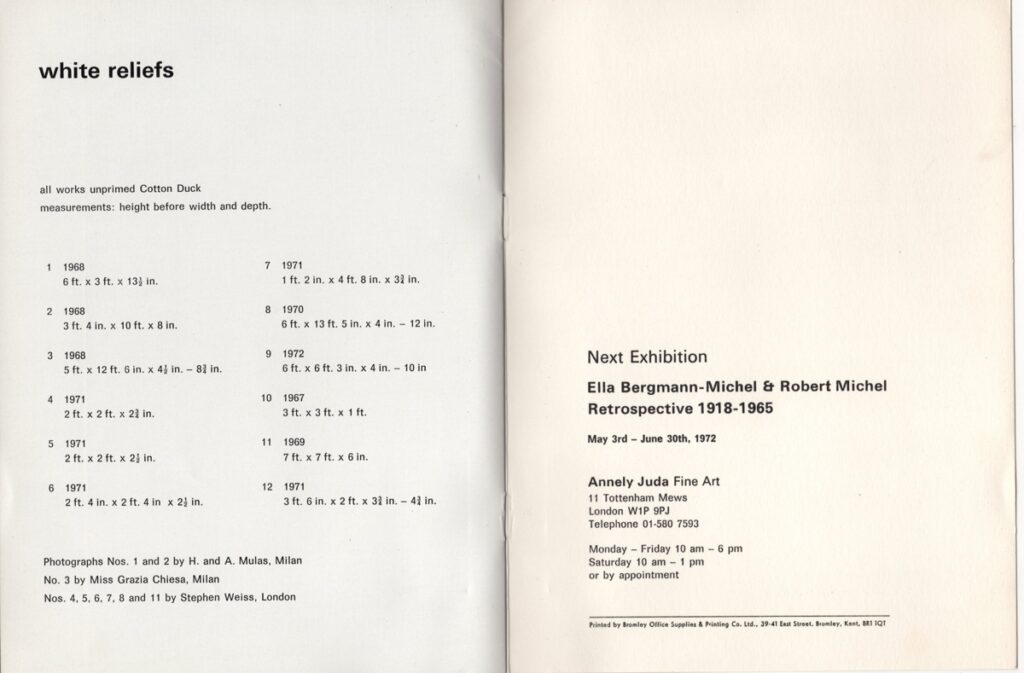 white reliefs
all works unprimed Cotton Duck
measurements: height before width and depth.
1 1968
6 ft. x 3 ft. x 13½ in.
2 1968
3 ft. 4 in. x 10 ft. x 8 in.
3 1968
5 ft. x 12 ft. 6 in. x 4½ in. – 8¾ in.
4 1971
2 ft. x 2 ft. x 2¾ in.
5 1971
2 ft. x 2 ft. x 2½ in.
6 1971
2 ft. 4 in. x 2 ft. 4 in x 2½ in.
7 1971
1 ft. 2 in. x 4 ft. 8 in. x 3¾ in.
8 1970
6 ft. x 13 ft. 5 in. x 4 in. – 12 in.
9 1972
6 ft. x 6 ft. 3 in. x 4 in. – 10 in
10 1967
3 ft. x 3 ft. x 1 ft.
11 1969
7 ft. x 7 ft. x 6 in.
12 1971
3 ft. 6 in. x 2 ft. x 3¾ in. – 4¾ in.
Photographs Nos. 1 and 2 by H. and A. Mulas, Milan
No. 3 by Miss Grazia Chiesa, Milan
Nos. 4, 5, 6, 7, 8 and 11 by Stephen Weiss, London
Next Exhibition
Ella Bergmann-Michel & Robert Michel
Retrospective 1918-1965
May 3rd – June 30th, 1972
Annely Juda Fine Art
11 Tottenham Mews
London W1P 9PJ
Telephone 01-580 7593
Monday – Friday 10 am – 6 pm
Saturday 10 am – 1 pm
or by appointment
Printed by Bromley Office Supplies & Printing Co. Ltd., 39-41 East Street, Bromley, Kent, BR1 1QT